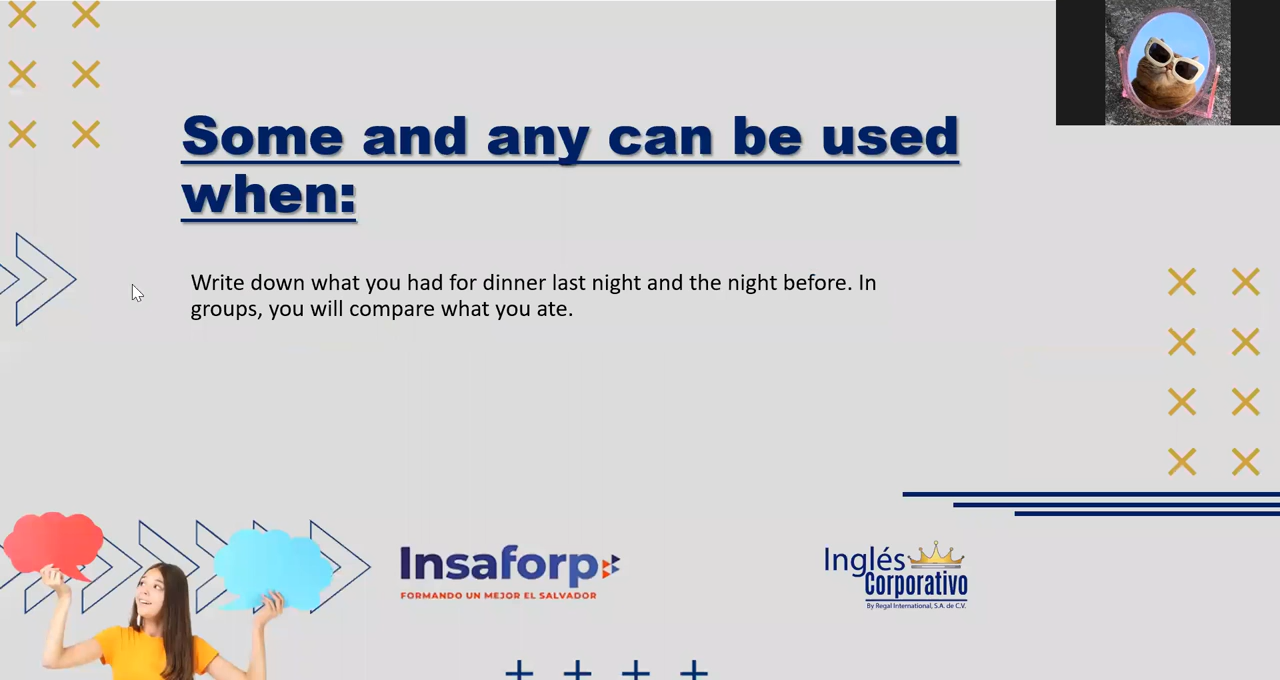 Some and any can be used
when:
Write down what you had for dinner last night and the night before. In
groups, you will compare what you ate.
Insaforp
FORMANDO UN MEJOR EL SALVADOR
Inglés
Corporativo
By Regal International, S.A. de C.V.